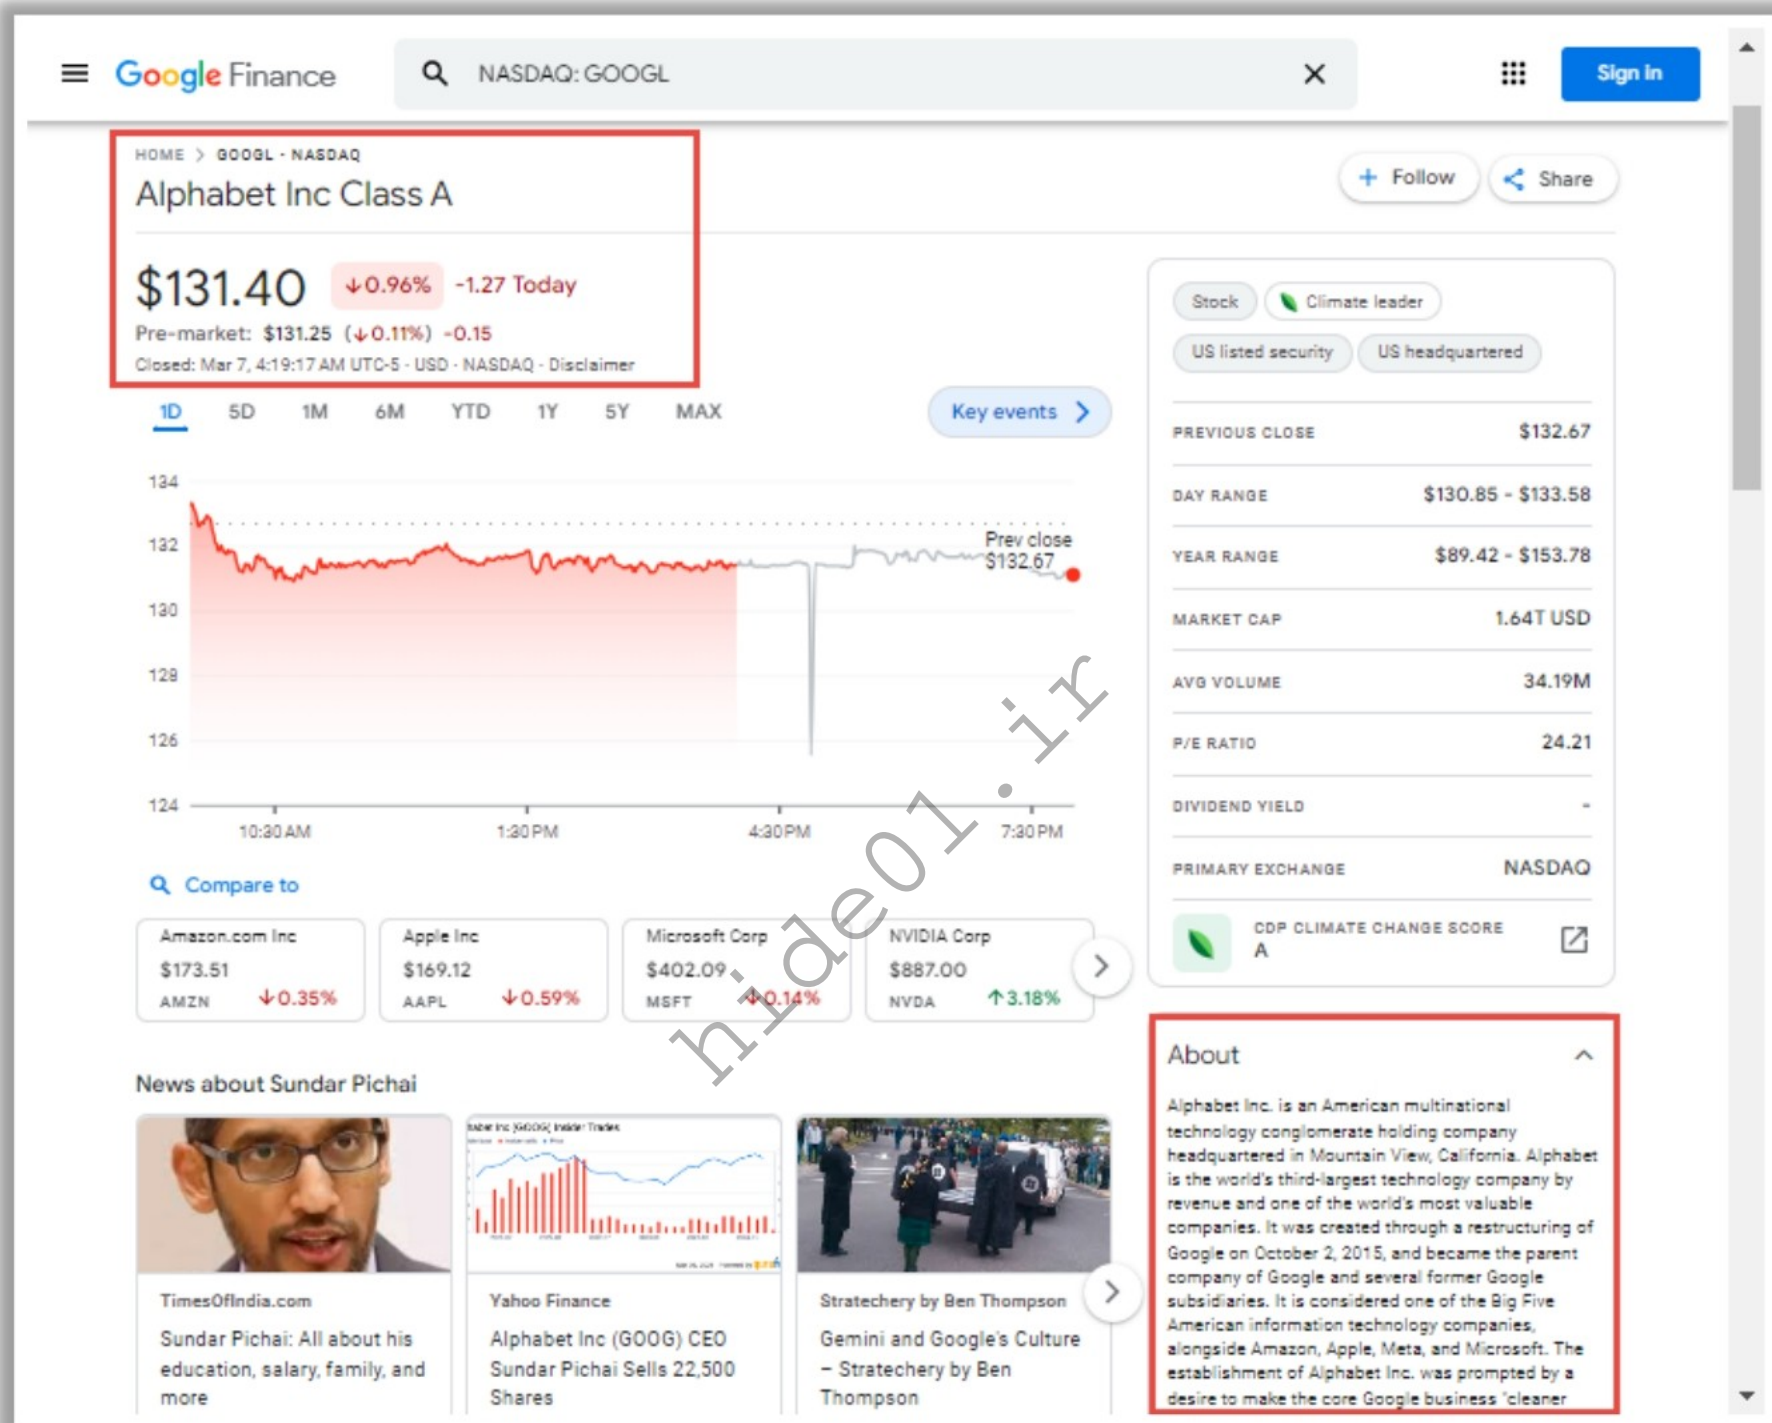 Google Finance
NASDAQ: GOOGL
Sign in
HOME > GOOGL · NASDAQ
Alphabet Inc Class A
Follow
Share
$131.40
↓0.96%
-1.27 Today
Pre-market: $131.25 (↓0.11%) -0.15
Closed: Mar 7, 4:19:17 AM UTC-5 · USD · NASDAQ · Disclaimer
1D 5D 1M 6M YTD 1Y 5Y MAX
Key events
134
132
130
128
126
124
Prev close
$132.67
10:30 AM
1:30 PM
4:30 PM
7:30 PM
Stock
Climate leader
US listed security
US headquartered
PREVIOUS CLOSE $132.67
DAY RANGE $130.85 - $133.58
YEAR RANGE $89.42 - $153.78
MARKET CAP 1.64T USD
AVG VOLUME 34.19M
P/E RATIO 24.21
DIVIDEND YIELD -
PRIMARY EXCHANGE NASDAQ
CDP CLIMATE CHANGE SCORE
A
Compare to
Amazon.com Inc
$173.51
AMZN ↓0.35%
Apple Inc
$169.12
AAPL ↓0.59%
Microsoft Corp
$402.09
MSFT ↓0.14%
NVIDIA Corp
$887.00
NVDA ↑3.18%
hide01.ir
News about Sundar Pichai
(GOOG) Insider Trades
TimesOfIndia.com
Sundar Pichai: All about his
education, salary, family, and
more
Yahoo Finance
Alphabet Inc (GOOG) CEO
Sundar Pichai Sells 22,500
Shares
Stratechery by Ben Thompson
Gemini and Google's Culture
– Stratechery by Ben
Thompson
About
Alphabet Inc. is an American multinational
technology conglomerate holding company
headquartered in Mountain View, California. Alphabet
is the world's third-largest technology company by
revenue and one of the world's most valuable
companies. It was created through a restructuring of
Google on October 2, 2015, and became the parent
company of Google and several former Google
subsidiaries. It is considered one of the Big Five
American information technology companies,
alongside Amazon, Apple, Meta, and Microsoft. The
establishment of Alphabet Inc. was prompted by a
desire to make the core Google business "cleaner